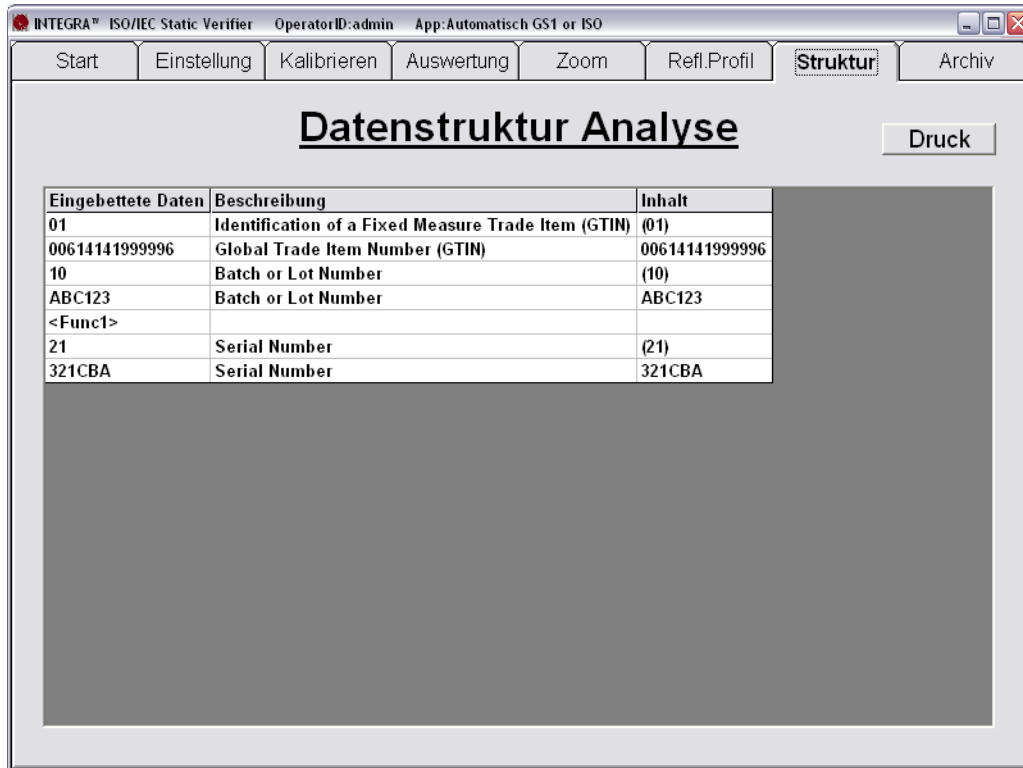 INTEGRA™ ISO/IEC Static Verifier OperatorID:admin App:Automatisch GS1 or ISO
Start Einstellung Kalibrieren Auswertung Zoom Refl.Profil Struktur Archiv
Datenstruktur Analyse
Druck
Eingebettete Daten Beschreibung Inhalt
01 Identification of a Fixed Measure Trade Item (GTIN) (01)
00614141999996 Global Trade Item Number (GTIN) 00614141999996
10 Batch or Lot Number (10)
ABC123 Batch or Lot Number ABC123
<Func1>
21 Serial Number (21)
321CBA Serial Number 321CBA